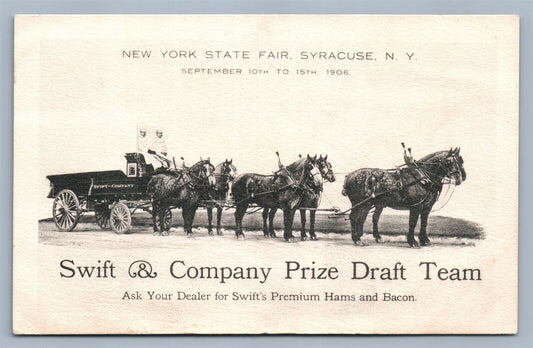 NEW YORK STATE FAIR, SYRACUSE, N. Y.
SEPTEMBER 10TH TO 15TH, 1906.
SWIFT & COMPANY
Swift & Company Prize Draft Team
Ask Your Dealer for Swift's Premium Hams and Bacon.